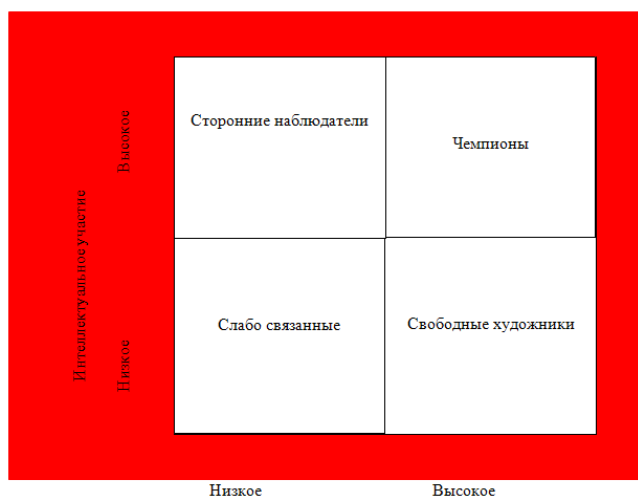 Интеллектуальное участие
Высокое
Низкое
Сторонние наблюдатели
Чемпионы
Слабо связанные
Свободные художники
Низкое
Высокое